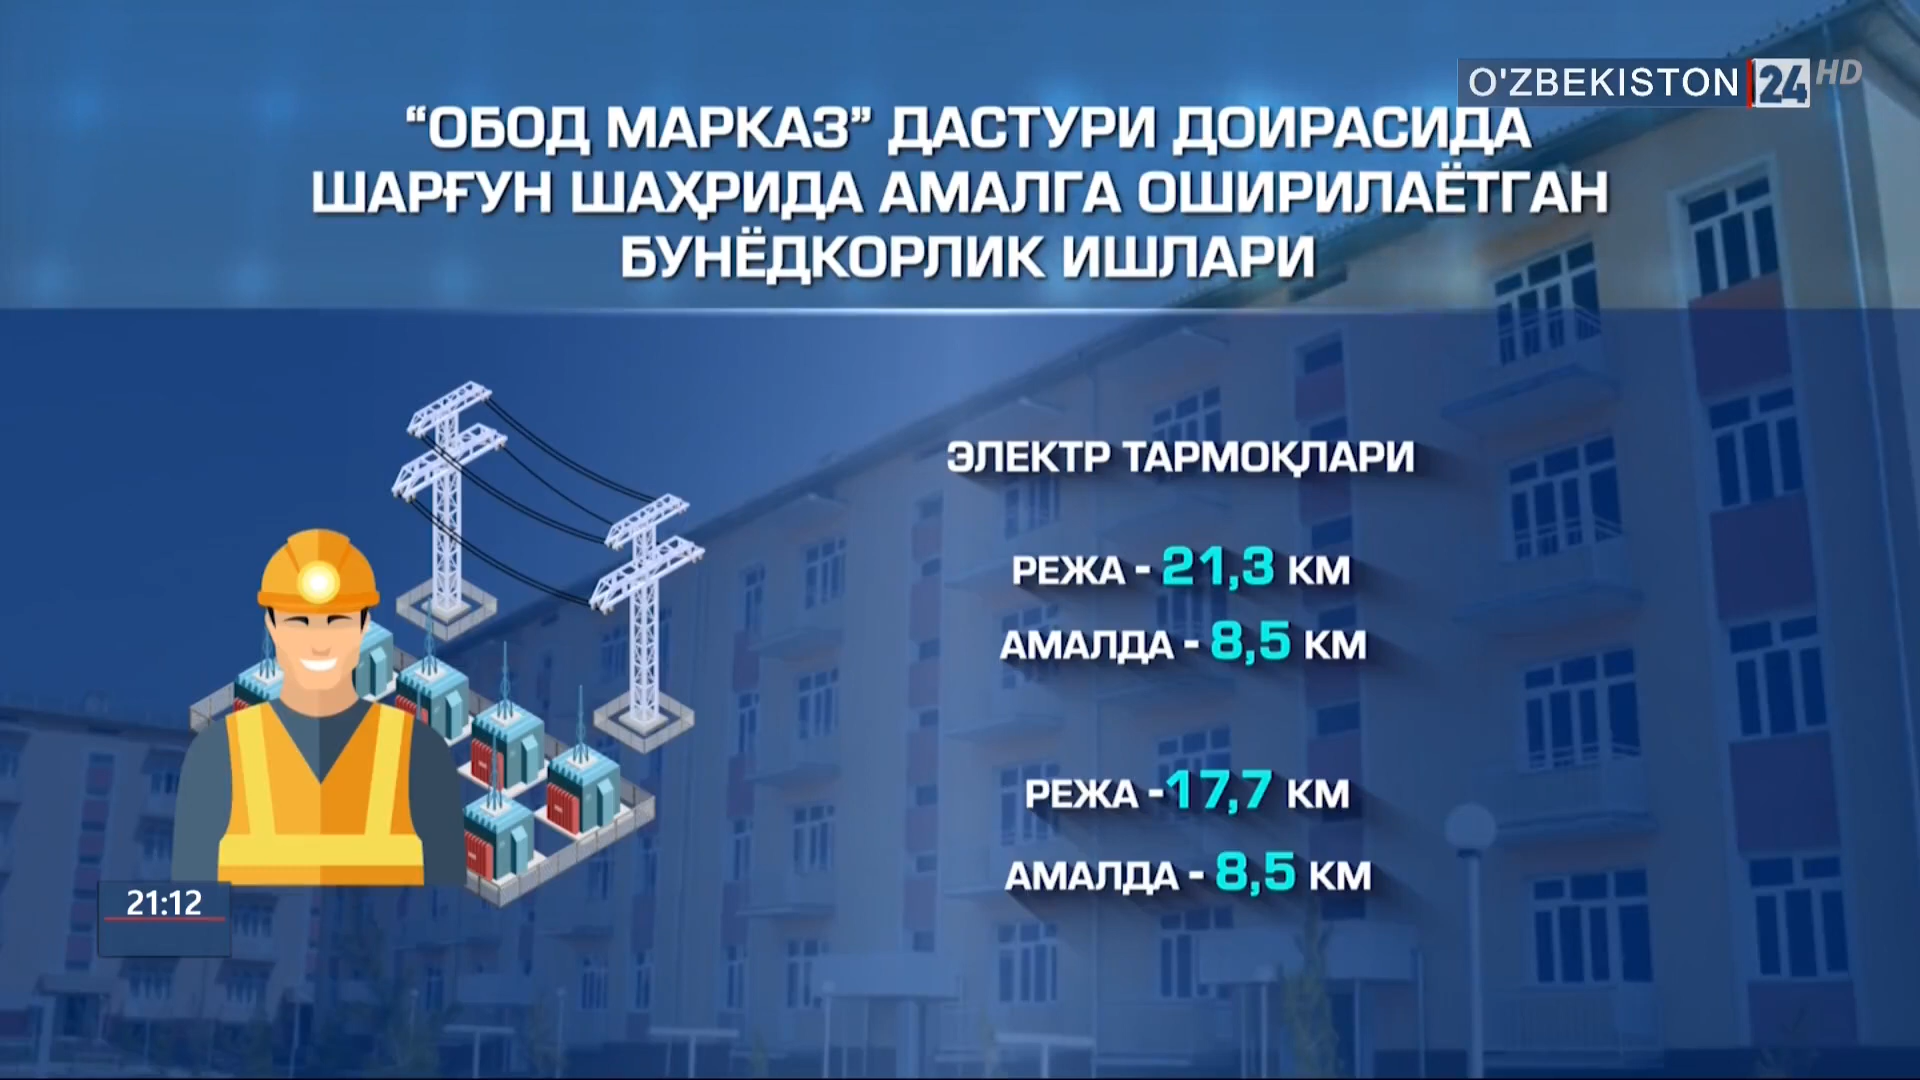 O'ZBEKISTON 24 HD
“ОБОД МАРКАЗ” ДАСТУРИ ДОИРАСИДА
ШАРҒУН ШАҲРИДА АМАЛГА ОШИРИЛАЁТГАН
БУНЁДКОРЛИК ИШЛАРИ
ЭЛЕКТР ТАРМОҚЛАРИ
РЕЖА - 21,3 КМ
АМАЛДА - 8,5 КМ
РЕЖА -17,7 КМ
АМАЛДА - 8,5 КМ
21:12